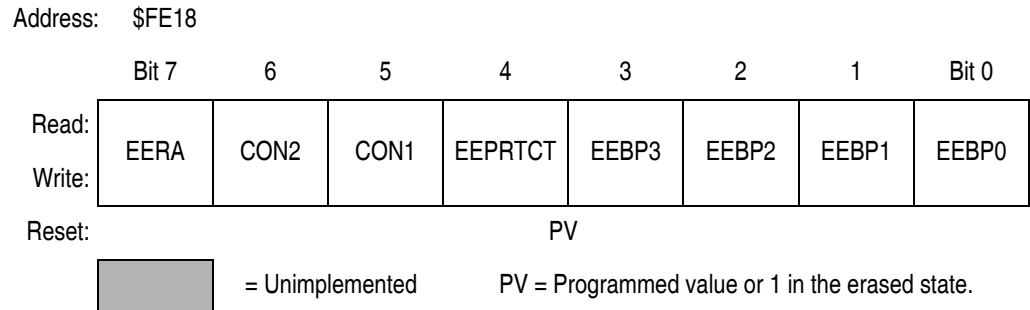 Address: $FE18
Bit 7 6 5 4 3 2 1 Bit 0
Read:
EERA CON2 CON1 EEPRTCT EEBP3 EEBP2 EEBP1 EEBP0
Write:
Reset: PV
= Unimplemented PV = Programmed value or 1 in the erased state.